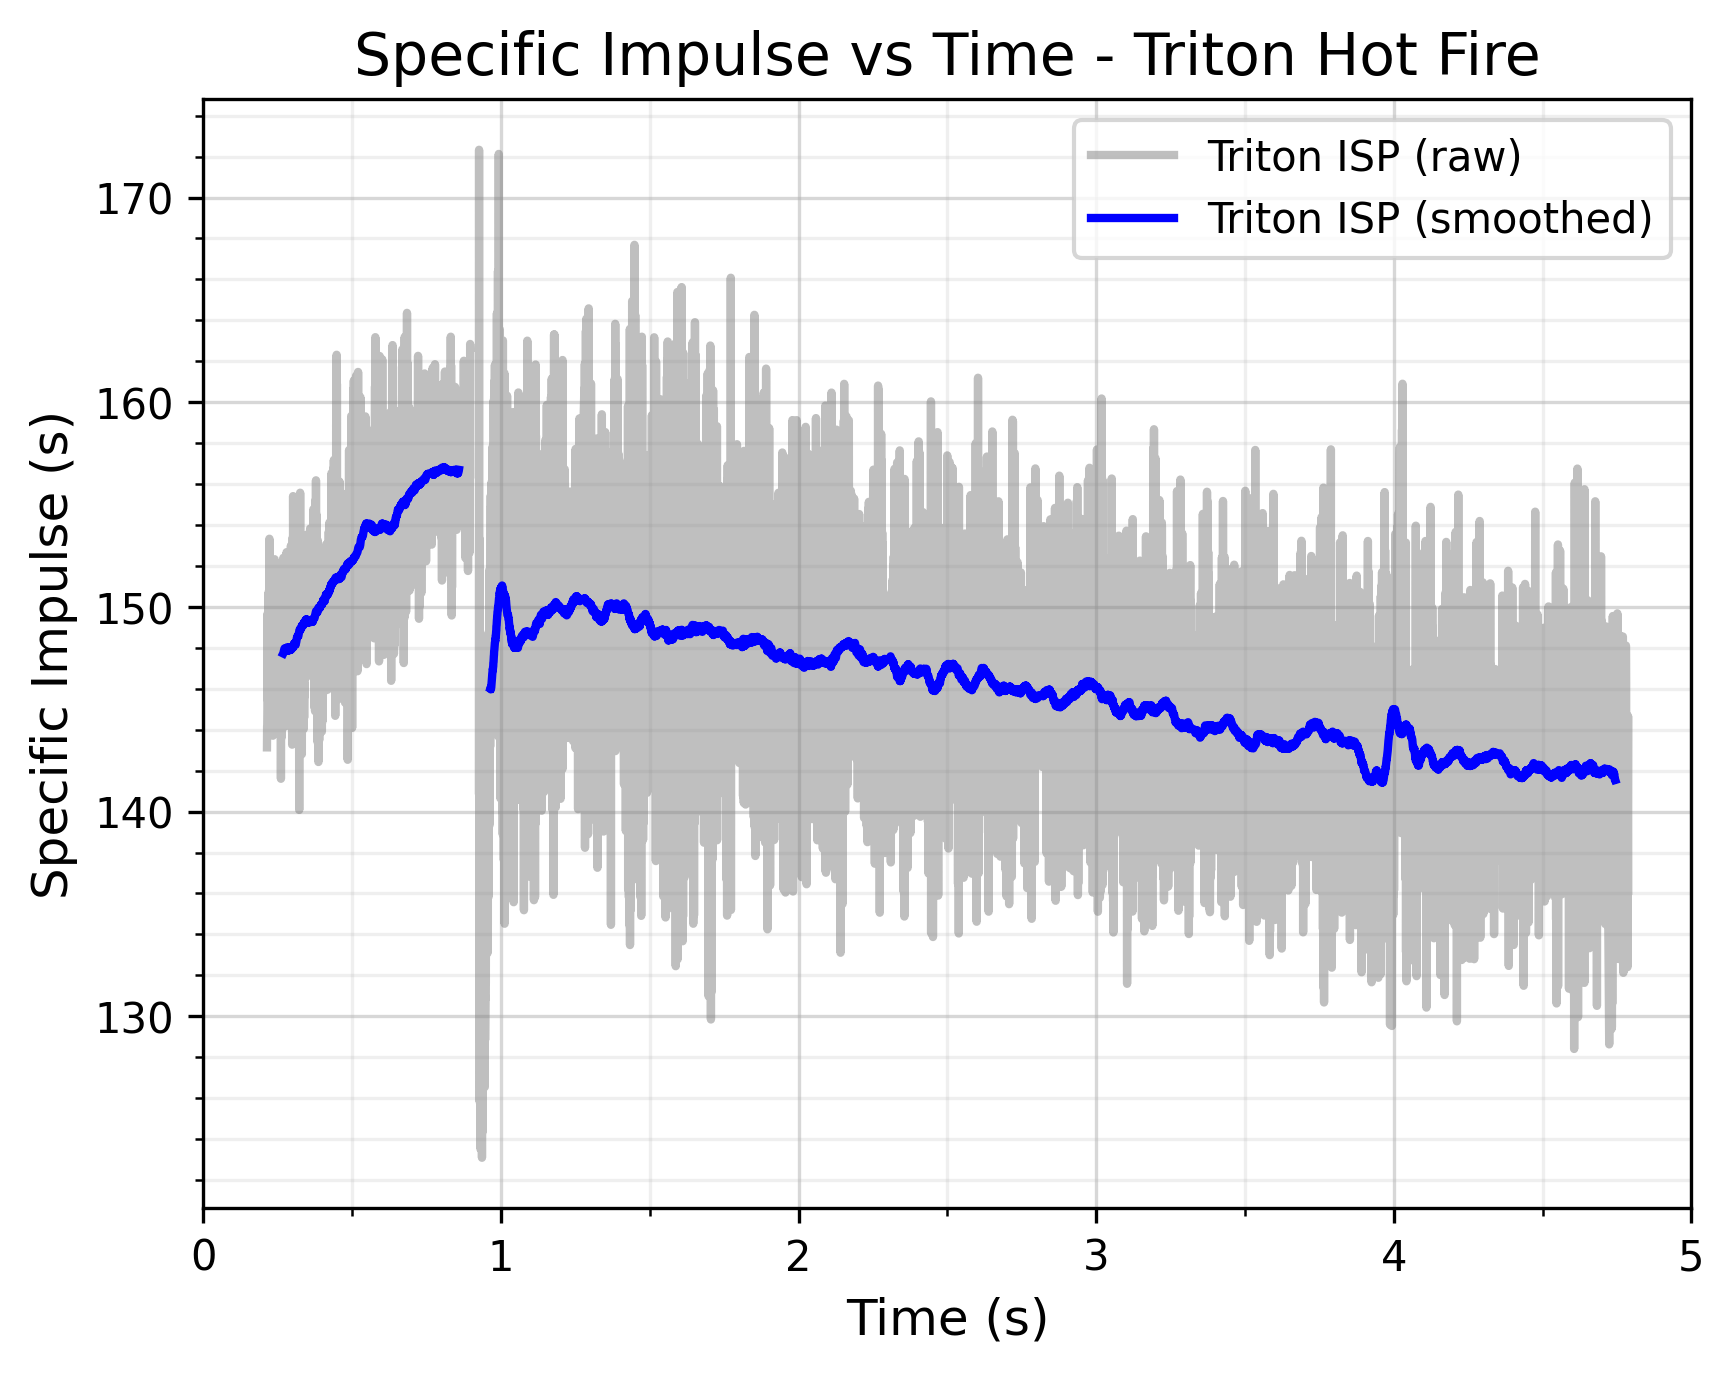 Specific Impulse vs Time - Triton Hot Fire
Triton ISP (raw)
Triton ISP (smoothed)
Specific Impulse (s)
170
160
150
140
130
0 1 2 3 4 5
Time (s)